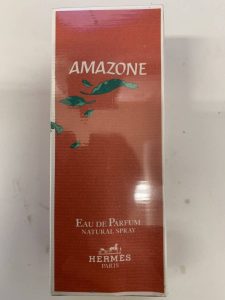 AMAZONE
EAU DE PARFUM
NATURAL SPRAY
HERMÈS
PARIS